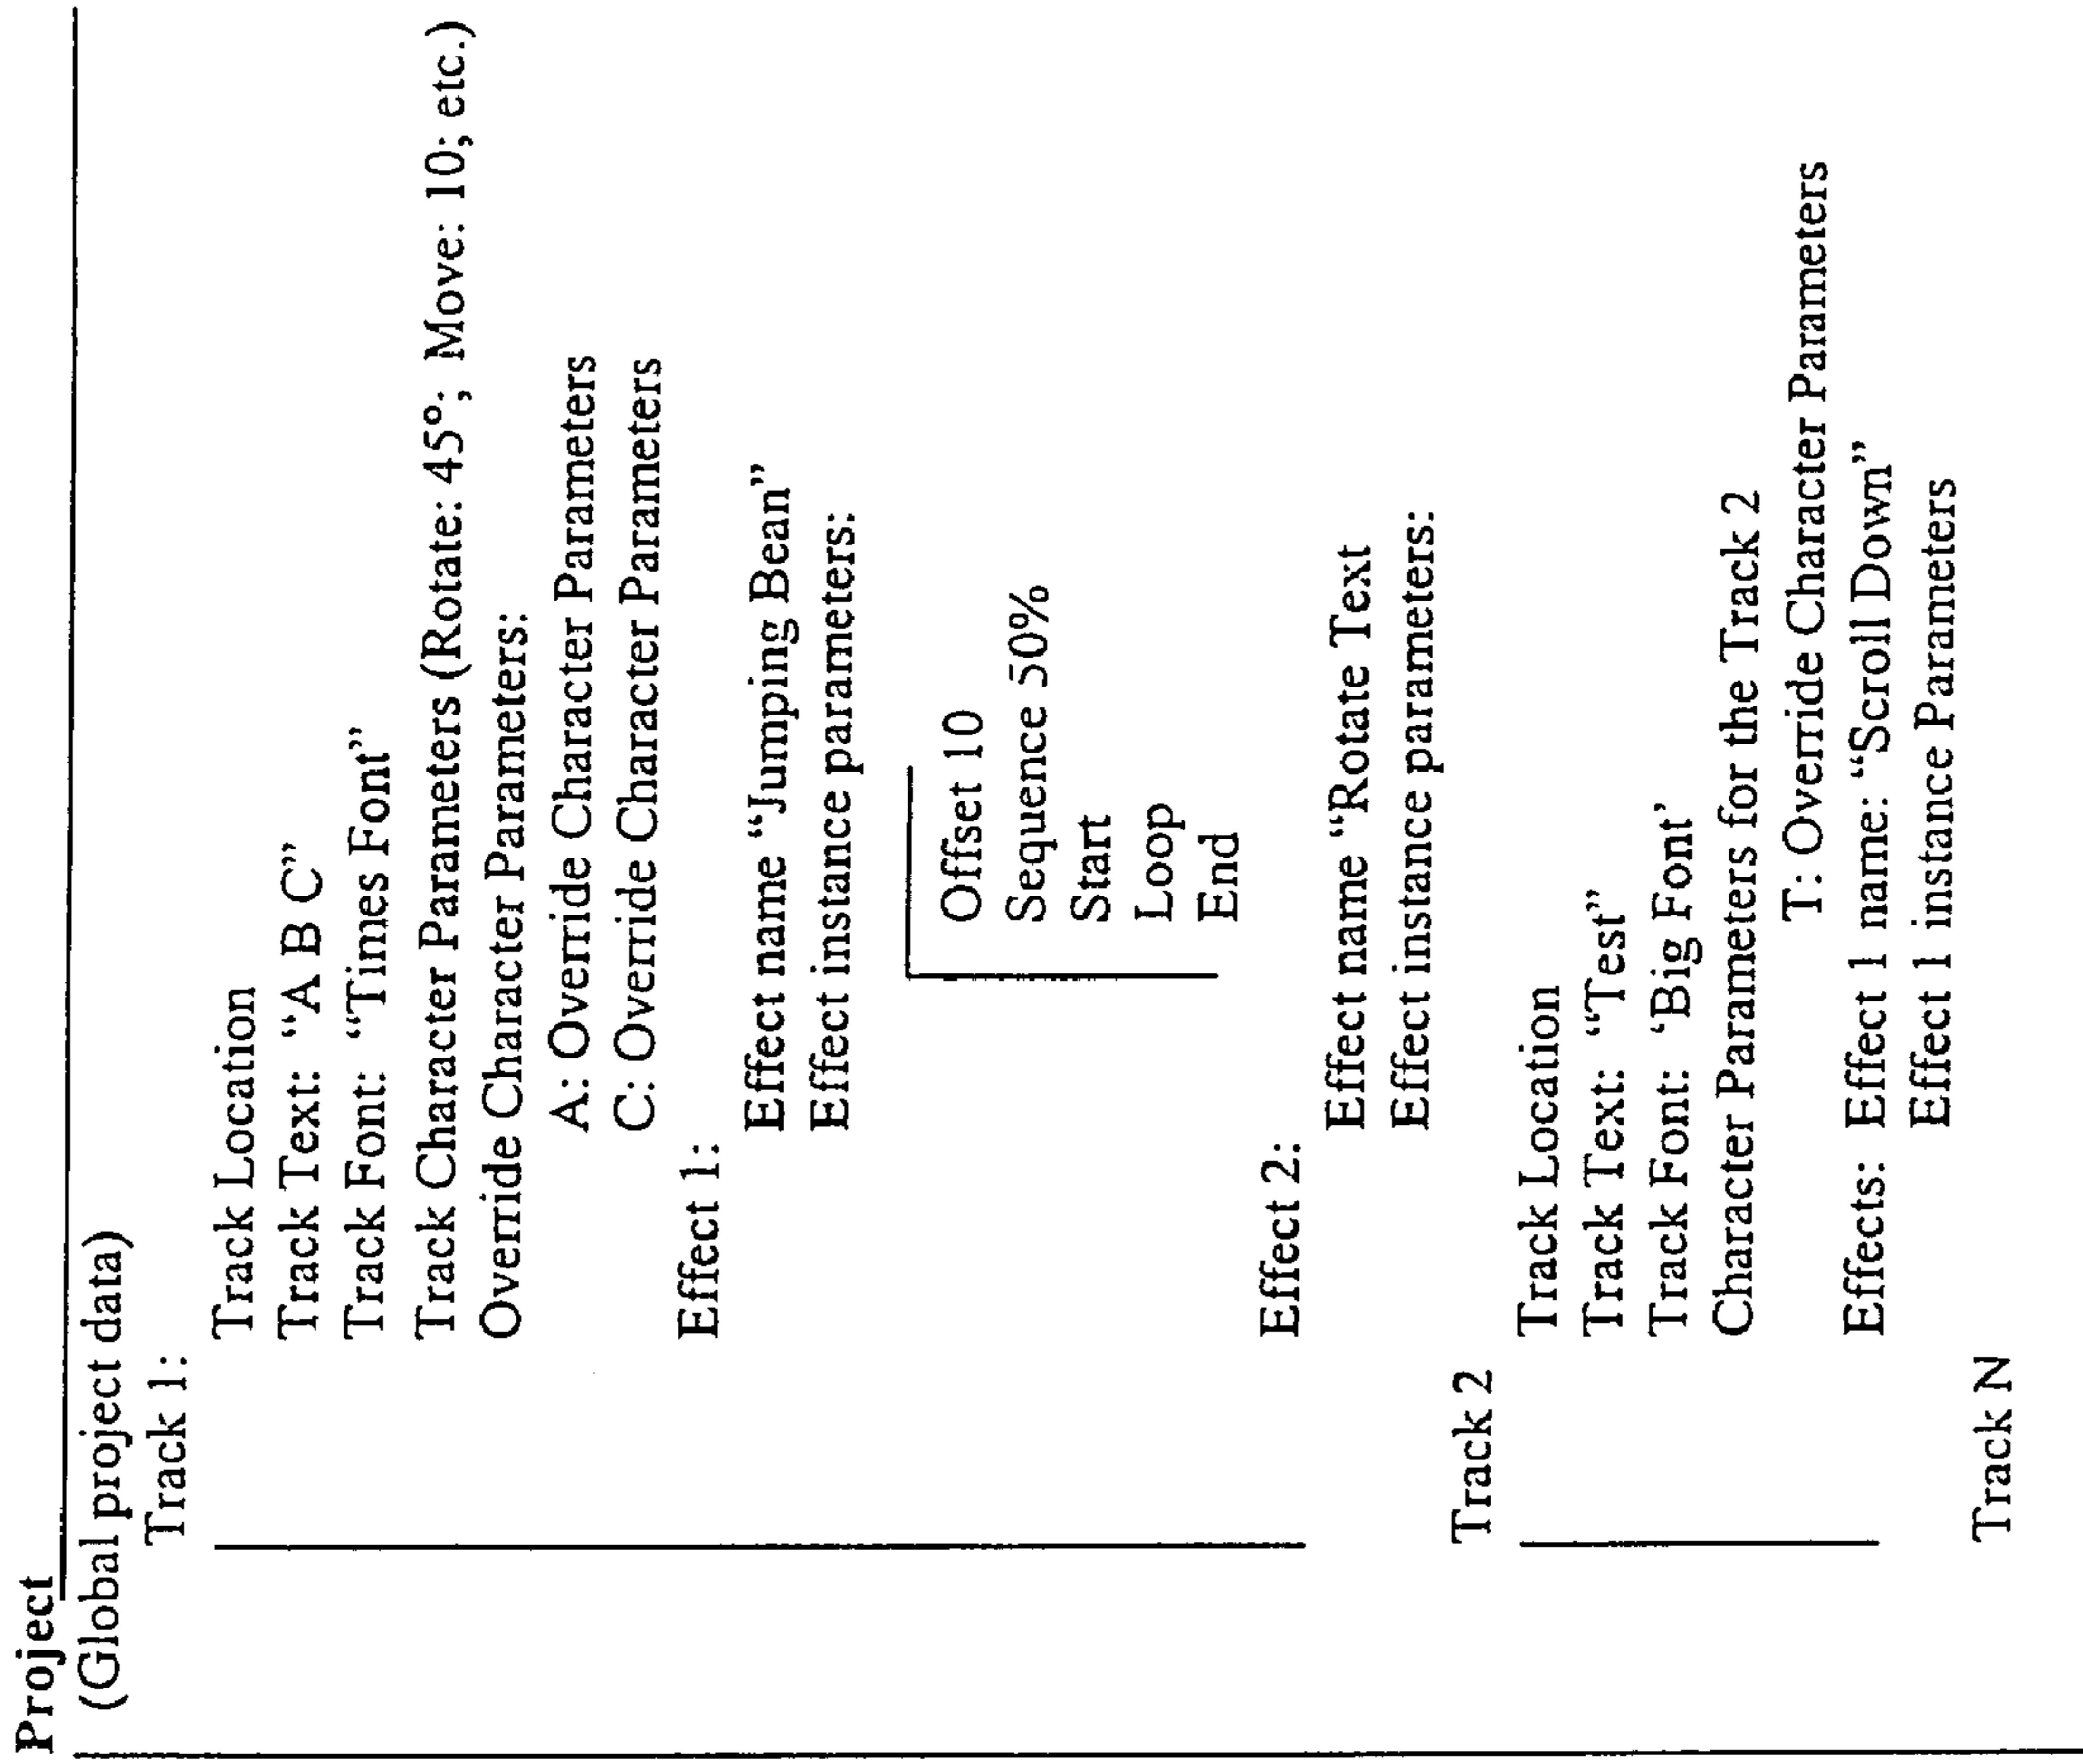 Project
(Global project data)
Track 1:
Track Location
Track Text: “A B C”
Track Font: “Times Font”
Track Character Parameters (Rotate: 45°; Move: 10; etc.)
Override Character Parameters:
A: Override Character Parameters
C: Override Character Parameters
Effect 1:
Effect name “Jumping Bean”
Effect instance parameters:
Offset 10
Sequence 50%
Start
Loop
End
Effect 2:
Effect name “Rotate Text
Effect instance parameters:
Track 2
Track Location
Track Text: “Test”
Track Font: ‘Big Font’
Character Parameters for the Track 2
T: Override Character Parameters
Effects: Effect 1 name: “Scroll Down”
Effect 1 instance Parameters
Track N